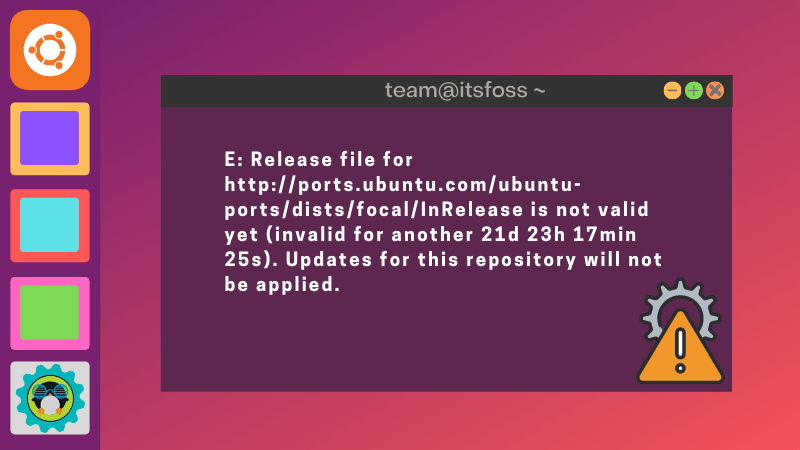 team@itsfoss ~
E: Release file for
http://ports.ubuntu.com/ubuntu-
ports/dists/focal/InRelease is not valid
yet (invalid for another 21d 23h 17min
25s). Updates for this repository will not
be applied.